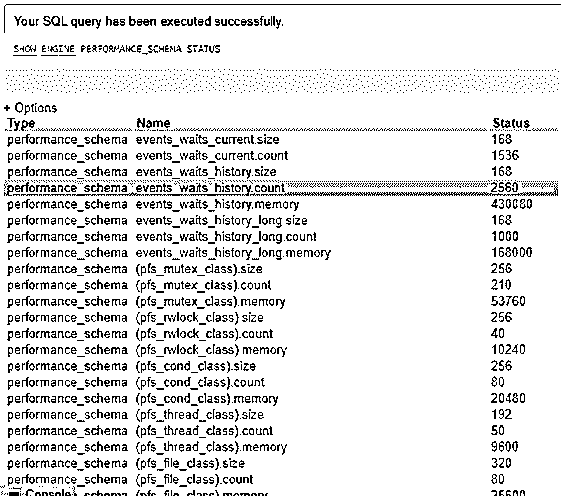 Your SQL query has been executed successfully.
SHOW ENGINE PERFORMANCE_SCHEMA STATUS
+ Options
Type Name Status
performance_schema events_waits_current.size 168
performance_schema events_waits_current.count 1536
performance_schema events_waits_history.size 168
performance_schema events_waits_history.count 2560
performance_schema events_waits_history.memory 430080
performance_schema events_waits_history_long.size 168
performance_schema events_waits_history_long.count 1000
performance_schema events_waits_history_long.memory 168000
performance_schema (pfs_mutex_class).size 256
performance_schema (pfs_mutex_class).count 210
performance_schema (pfs_mutex_class).memory 53760
performance_schema (pfs_rwlock_class).size 256
performance_schema (pfs_rwlock_class).count 40
performance_schema (pfs_rwlock_class).memory 10240
performance_schema (pfs_cond_class).size 256
performance_schema (pfs_cond_class).count 80
performance_schema (pfs_cond_class).memory 20480
performance_schema (pfs_thread_class).size 192
performance_schema (pfs_thread_class).count 50
performance_schema (pfs_thread_class).memory 9600
performance_schema (pfs_file_class).size 320
performance_schema (pfs_file_class).count 80
Console schema (pfs_file_class).memory 25600